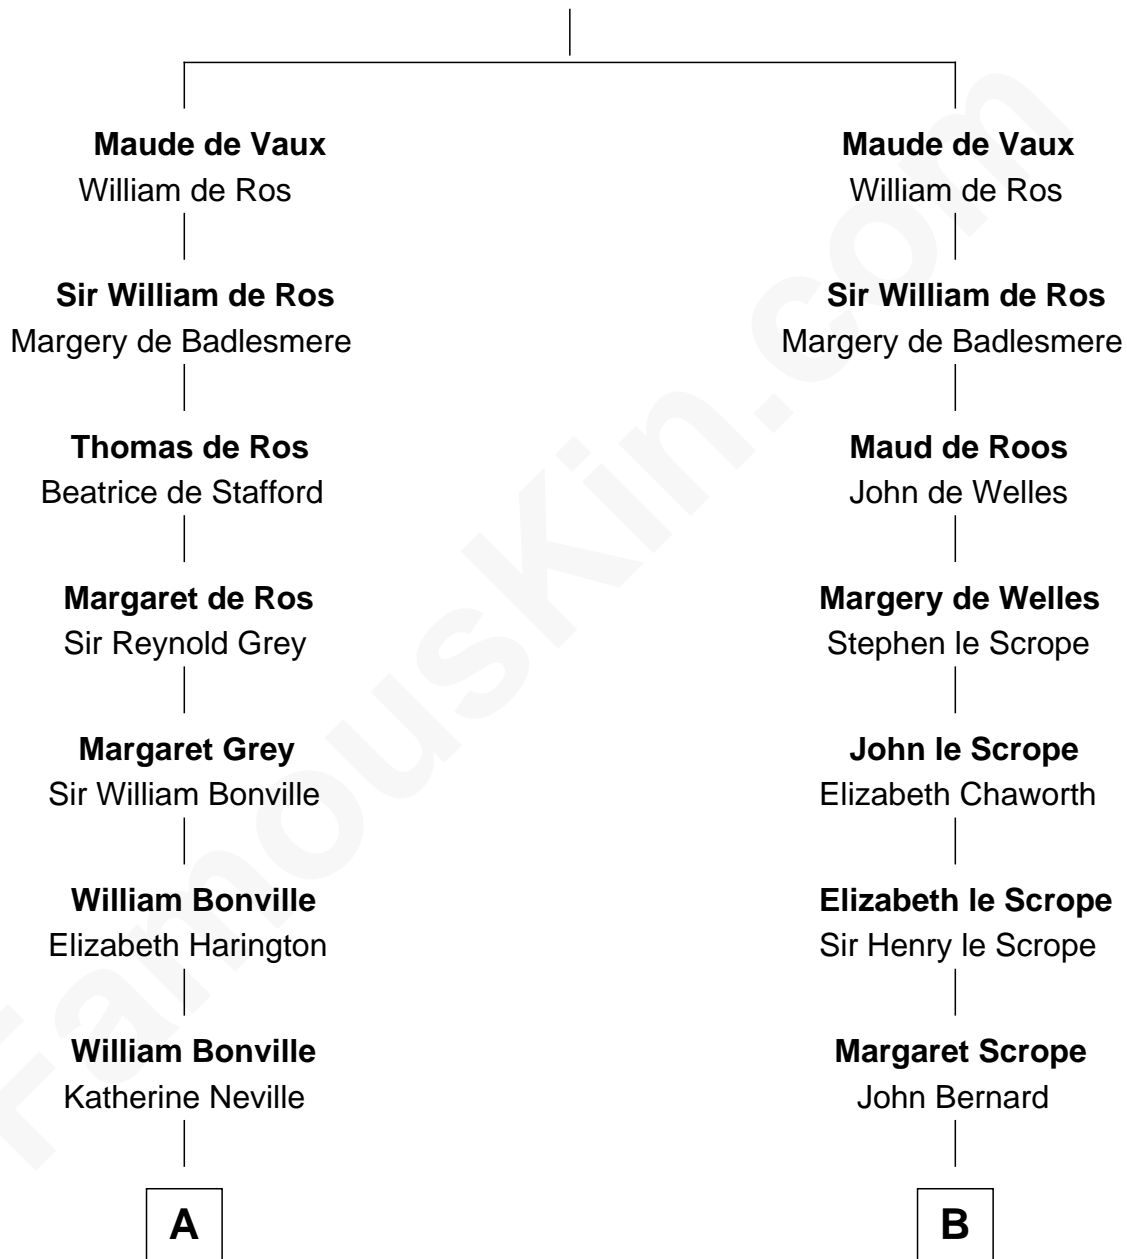 Maude de Vaux
William de Ros
Sir William de Ros
Margery de Badlesmere
Thomas de Ros
Beatrice de Stafford
Margaret de Ros
Sir Reynold Grey
Margaret Grey
Sir William Bonville
William Bonville
Elizabeth Harington
William Bonville
Katherine Neville
A
Maude de Vaux
William de Ros
Sir William de Ros
Margery de Badlesmere
Maud de Roos
John de Welles
Margery de Welles
Stephen le Scrope
John le Scrope
Elizabeth Chaworth
Elizabeth le Scrope
Sir Henry le Scrope
Margaret Scrope
John Bernard
B
FamousKin.com